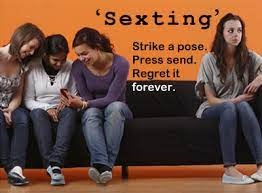 ‘Sexting’
Strike a pose.
Press send.
Regret it
forever.